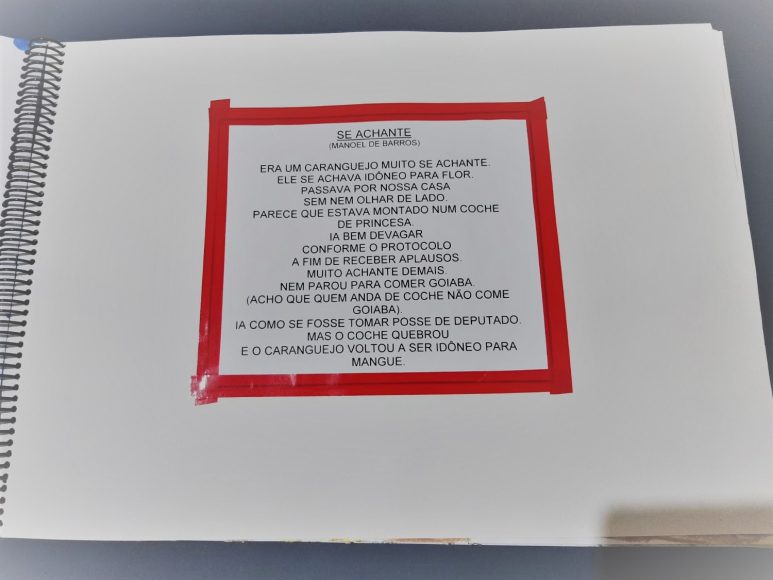 SE ACHANTE
(MANOEL DE BARROS)
ERA UM CARANGUEJO MUITO SE ACHANTE.
ELE SE ACHAVA IDÔNEO PARA FLOR.
PASSAVA POR NOSSA CASA
SEM NEM OLHAR DE LADO.
PARECE QUE ESTAVA MONTADO NUM COCHE
DE PRINCESA.
IA BEM DEVAGAR
CONFORME O PROTOCOLO
A FIM DE RECEBER APLAUSOS.
MUITO ACHANTE DEMAIS.
NEM PAROU PARA COMER GOIABA.
(ACHO QUE QUEM ANDA DE COCHE NÃO COME
GOIABA).
IA COMO SE FOSSE TOMAR POSSE DE DEPUTADO.
MAS O COCHE QUEBROU
E O CARANGUEJO VOLTOU A SER IDÔNEO PARA
MANGUE.